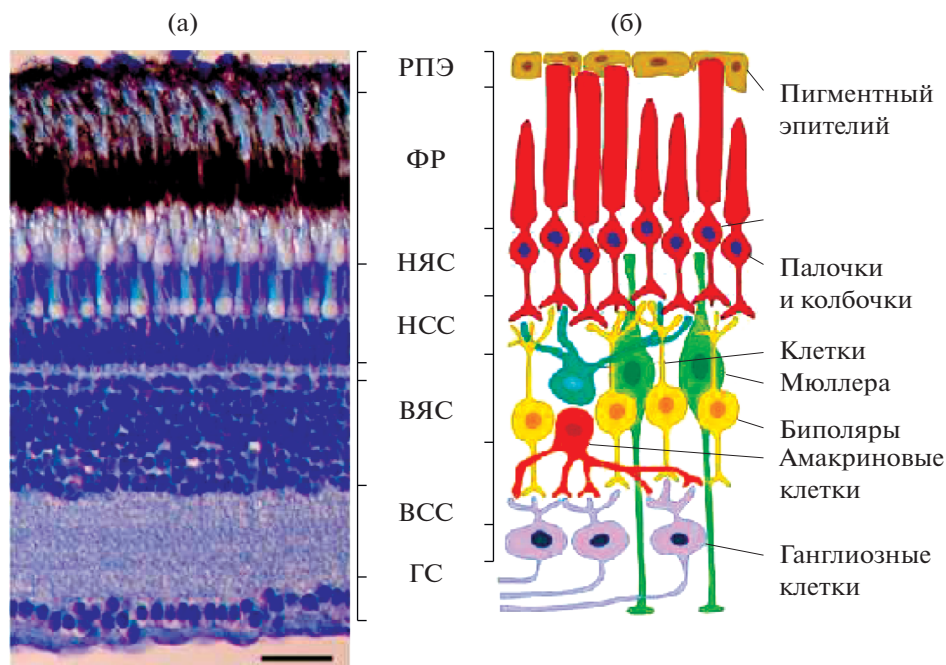 (а)
(б)
РПЭ
ФР
НЯС
НСС
ВЯС
ВСС
ГС
Пигментный
эпителий
Палочки
и колбочки
Клетки
Мюллера
Биполяры
Амакриновые
клетки
Ганглиозные
клетки